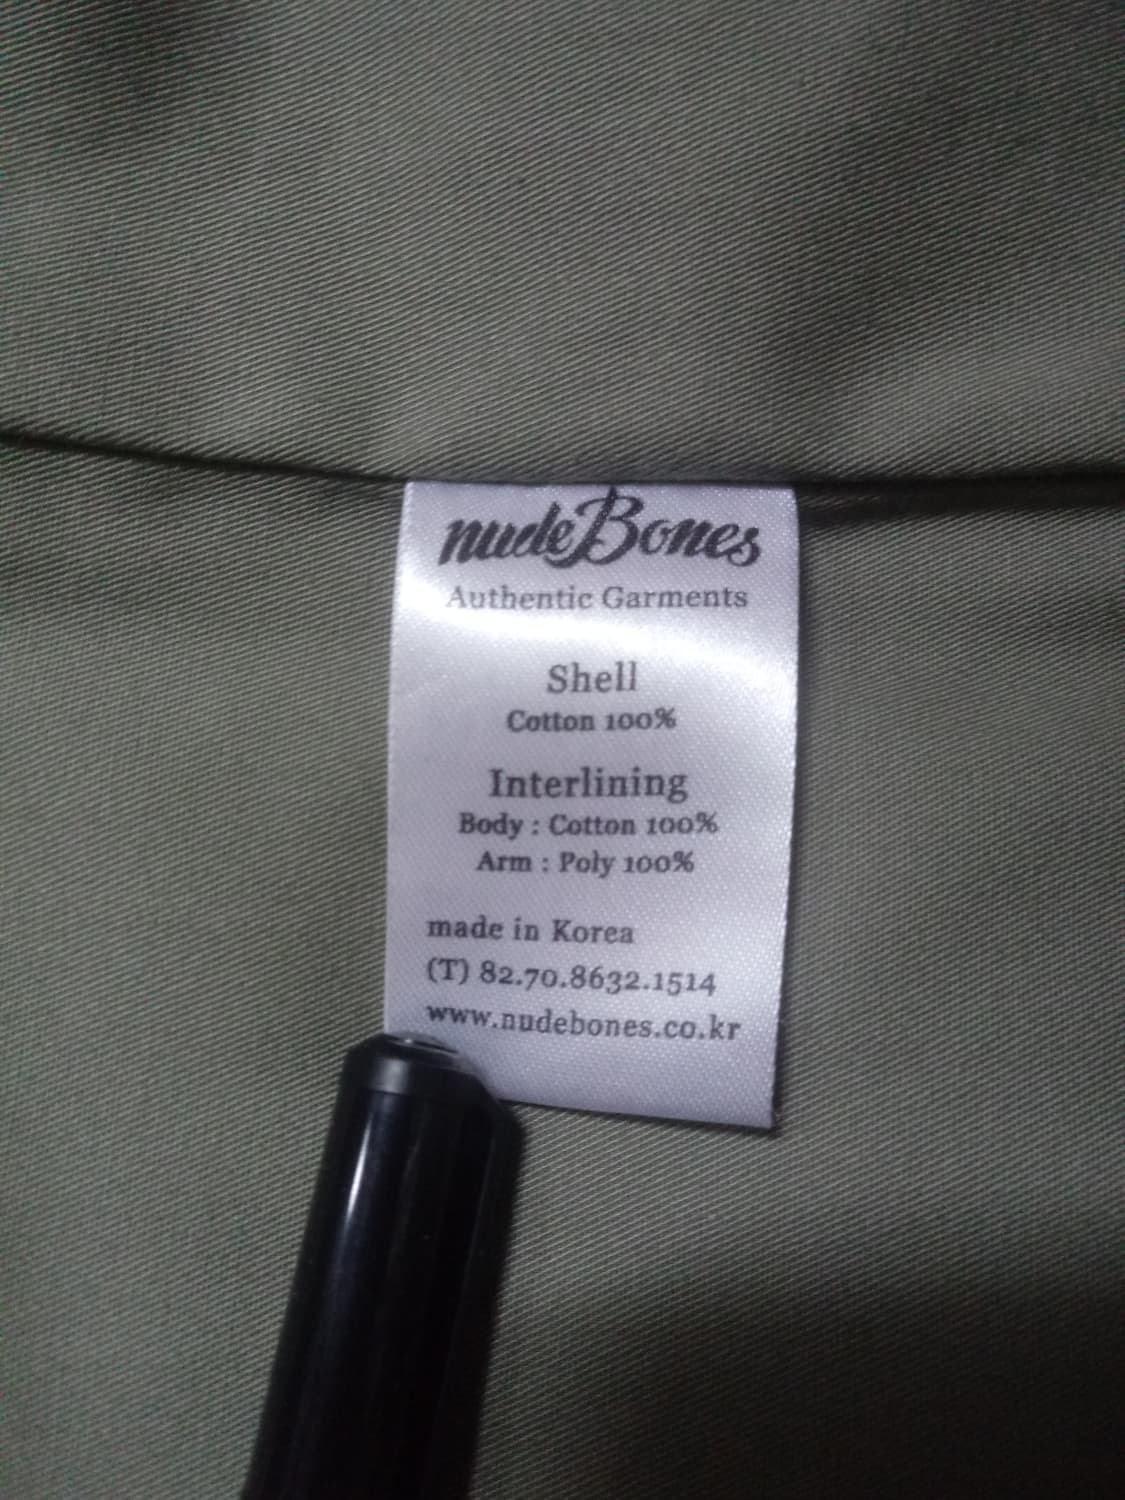 nudeBones
Authentic Garments
Shell
Cotton 100%
Interlining
Body : Cotton 100%
Arm : Poly 100%
made in Korea
(T) 82.70.8632.1514
www.nudebones.co.kr